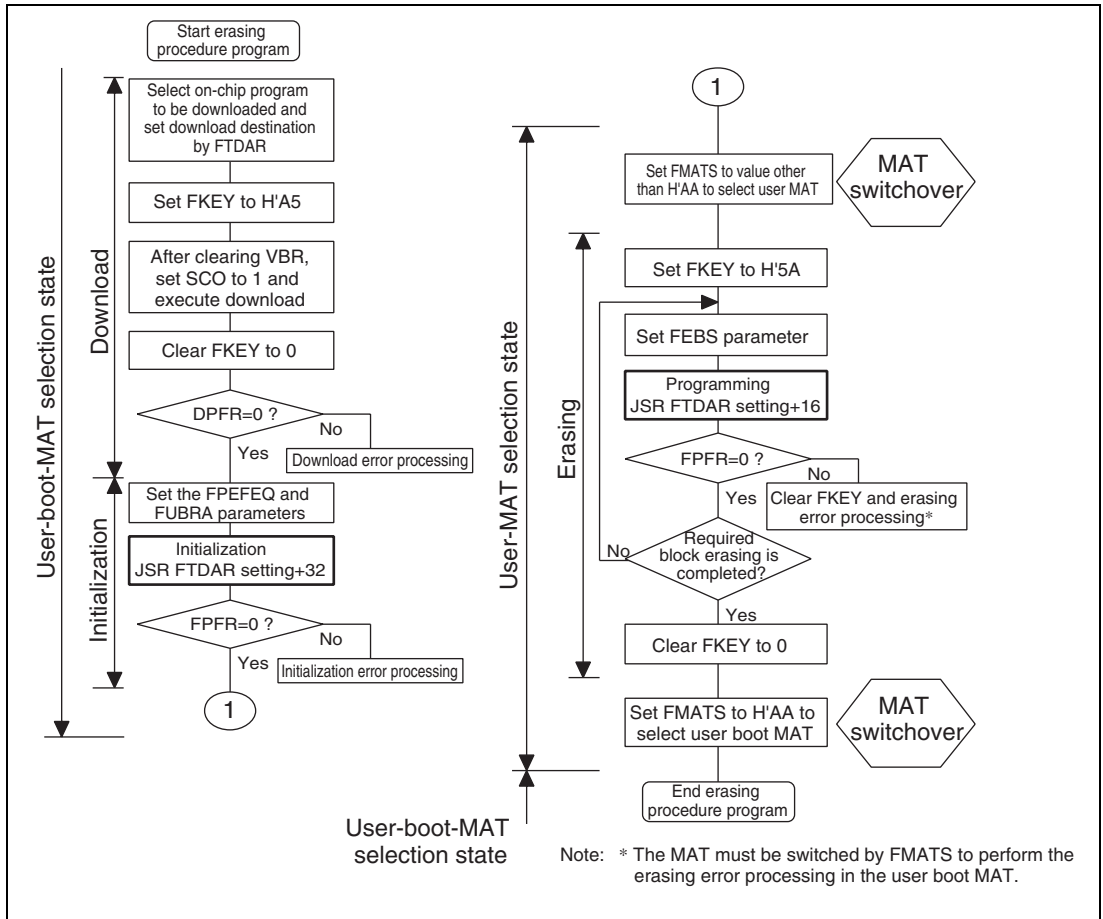 Start erasing
procedure program
Select on-chip program
to be downloaded and
set download destination
by FTDAR
Set FKEY to H'A5
After clearing VBR,
set SCO to 1 and
execute download
Clear FKEY to 0
DPFR=0 ?
No
Yes
Download error processing
Set the FPEFEQ and
FUBRA parameters
Initialization
JSR FTDAR setting+32
FPFR=0 ?
No
Yes
Initialization error processing
1
Download
Initialization
User-boot-MAT selection state
1
Set FMATS to value other
than H'AA to select user MAT
MAT
switchover
Set FKEY to H'5A
Set FEBS parameter
Programming
JSR FTDAR setting+16
FPFR=0 ?
No
Yes
Clear FKEY and erasing
error processing*
Required
block erasing is
completed?
No
Yes
Clear FKEY to 0
Set FMATS to H'AA to
select user boot MAT
MAT
switchover
End erasing
procedure program
Erasing
User-MAT selection state
User-boot-MAT
selection state
Note: * The MAT must be switched by FMATS to perform the
erasing error processing in the user boot MAT.